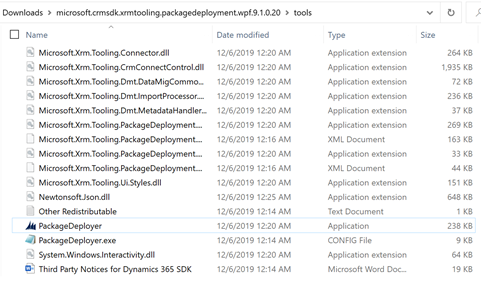 Downloads > microsoft.crmsdk.xrmtooling.packagedeployment.wpf.9.1.0.20 > tools
Name Date modified Type Size
Microsoft.Xrm.Tooling.Connector.dll 12/6/2019 12:20 AM Application extension 264 KB
Microsoft.Xrm.Tooling.CrmConnectControl.dll 12/6/2019 12:20 AM Application extension 1,935 KB
Microsoft.Xrm.Tooling.Dmt.DataMigCommo... 12/6/2019 12:20 AM Application extension 72 KB
Microsoft.Xrm.Tooling.Dmt.ImportProcessor.... 12/6/2019 12:20 AM Application extension 236 KB
Microsoft.Xrm.Tooling.Dmt.MetadataHandler... 12/6/2019 12:20 AM Application extension 37 KB
Microsoft.Xrm.Tooling.PackageDeployment.... 12/6/2019 12:20 AM Application extension 269 KB
Microsoft.Xrm.Tooling.PackageDeployment.... 12/6/2019 12:16 AM XML Document 163 KB
Microsoft.Xrm.Tooling.PackageDeployment.... 12/6/2019 12:20 AM Application extension 33 KB
Microsoft.Xrm.Tooling.PackageDeployment.... 12/6/2019 12:16 AM XML Document 44 KB
Microsoft.Xrm.Tooling.Ui.Styles.dll 12/6/2019 12:20 AM Application extension 151 KB
Newtonsoft.Json.dll 12/6/2019 12:25 AM Application extension 648 KB
Other Redistributable 12/6/2019 12:14 AM Text Document 1 KB
PackageDeployer 12/6/2019 12:20 AM Application 238 KB
PackageDeployer.exe 12/6/2019 12:14 AM CONFIG File 9 KB
System.Windows.Interactivity.dll 12/6/2019 12:20 AM Application extension 64 KB
Third Party Notices for Dynamics 365 SDK 12/6/2019 12:14 AM Microsoft Word Doc... 19 KB